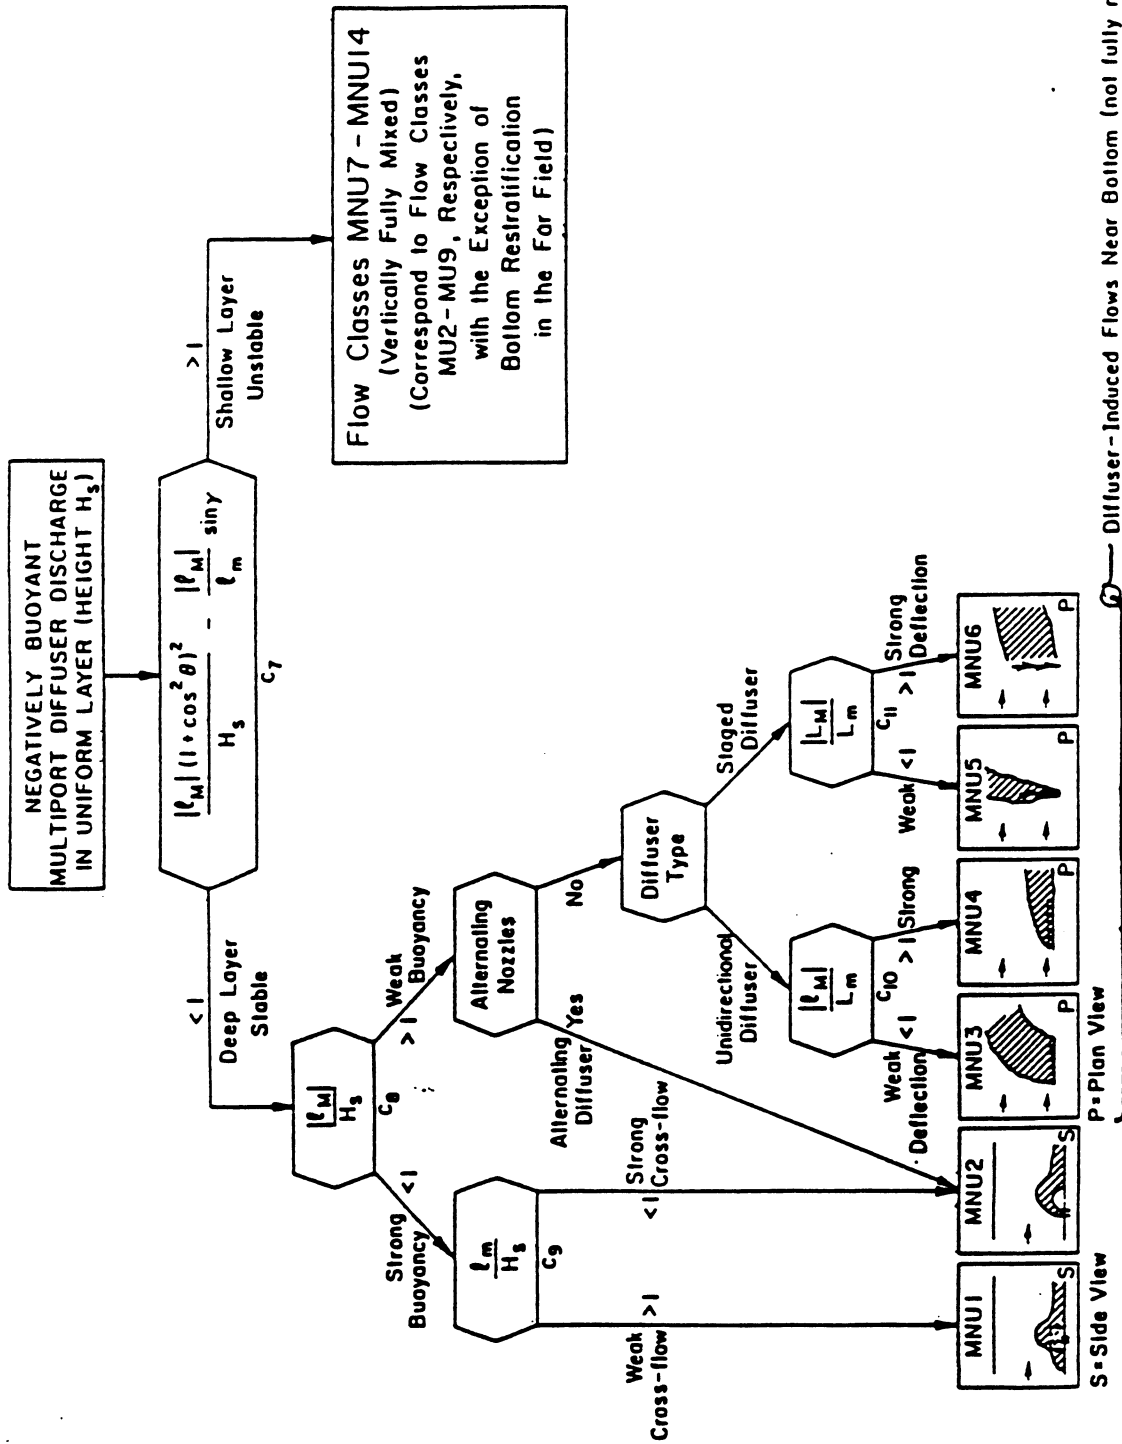 NEGATIVELY BUOYANT
MULTIPORT DIFFUSER DISCHARGE
IN UNIFORM LAYER (HEIGHT Hs)
|ℓM| (1 + cos² θ)² / Hs − |ℓM| / ℓm sinγ
C7
<1
Deep Layer
Stable
>1
Shallow Layer
Unstable
Flow Classes MNU7 - MNU14
(Vertically Fully Mixed)
(Correspond to Flow Classes
MU2 - MU9, Respectively,
with the Exception of
Bottom Restratification
in the Far Field)
|ℓM| / Hs
C8
<1
Strong
Buoyancy
>1
Weak
Buoyancy
ℓm / Hs
C9
Alternating
Nozzles
Yes
Alternating
Diffuser
No
Diffuser
Type
Unidirectional
Diffuser
Staged
Diffuser
|ℓM| / Lm
C10
|LM| / Lm
C11
Weak
Cross-flow
>1
<1
Strong
Cross-flow
Weak
Deflection
<1
>1
Strong
Weak
<1
>1
Strong
Deflection
MNU1
S
MNU2
S
MNU3
P
MNU4
P
MNU5
P
MNU6
P
S = Side View
P = Plan View
Diffuser-Induced Flows Near Bottom (not fully